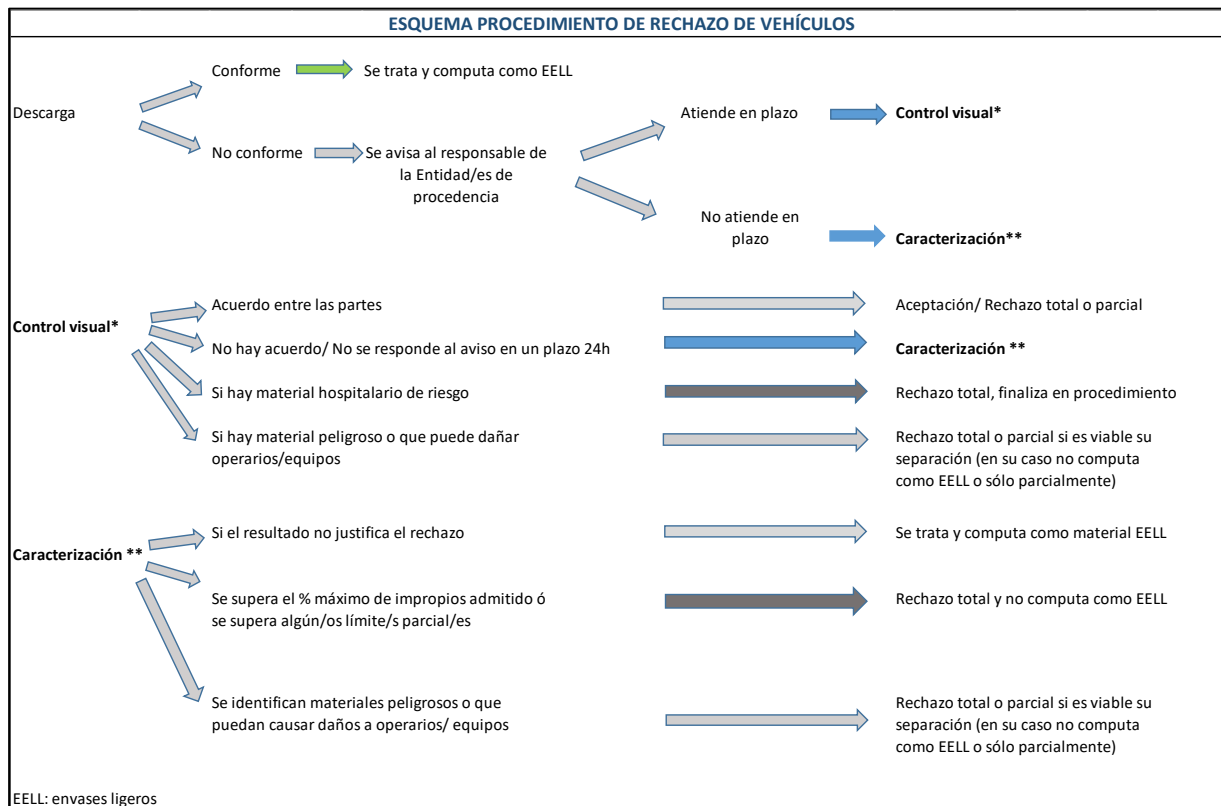 ESQUEMA PROCEDIMIENTO DE RECHAZO DE VEHÍCULOS
Conforme
Se trata y computa como EELL
Descarga
Atiende en plazo
Control visual*
No conforme
Se avisa al responsable de
la Entidad/es de
procedencia
No atiende en
plazo
Caracterización**
Control visual*
Acuerdo entre las partes
Aceptación/ Rechazo total o parcial
No hay acuerdo/ No se responde al aviso en un plazo 24h
Caracterización **
Si hay material hospitalario de riesgo
Rechazo total, finaliza en procedimiento
Si hay material peligroso o que puede dañar
operarios/equipos
Rechazo total o parcial si es viable su
separación (en su caso no computa
como EELL o sólo parcialmente)
Caracterización **
Si el resultado no justifica el rechazo
Se trata y computa como material EELL
Se supera el % máximo de impropios admitido ó
se supera algún/os límite/s parcial/es
Rechazo total y no computa como EELL
Se identifican materiales peligrosos o que
puedan causar daños a operarios/ equipos
Rechazo total o parcial si es viable su
separación (en su caso no computa
como EELL o sólo parcialmente)
EELL: envases ligeros